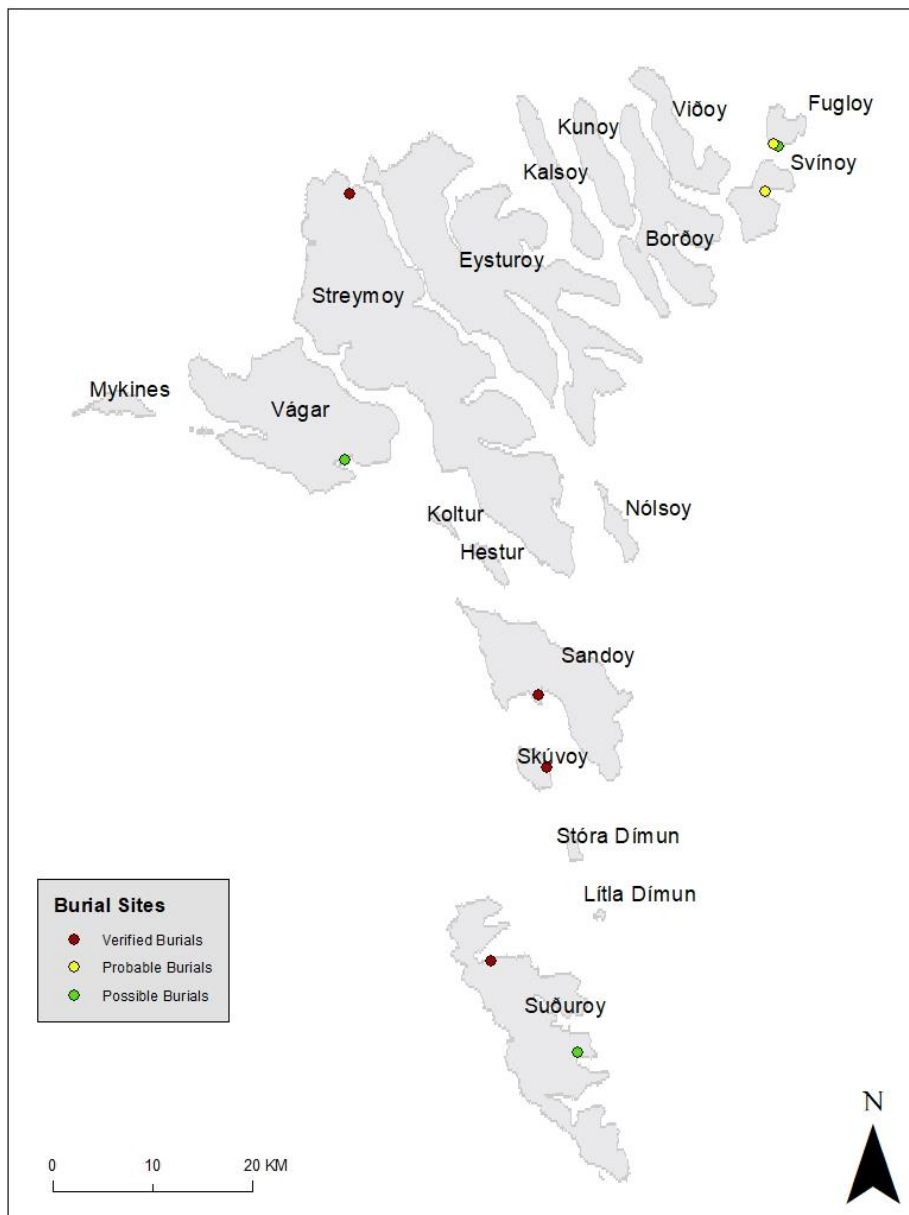 Viðoy
Fugloy
Kunoy
Svínoy
Kalsoy
Borðoy
Eysturoy
Streymoy
Mykines
Vágar
Nólsoy
Koltur
Hestur
Sandoy
Skúvoy
Stóra Dímun
Lítla Dímun
Suðuroy
Burial Sites
Verified Burials
Probable Burials
Possible Burials
N
0 10 20 KM